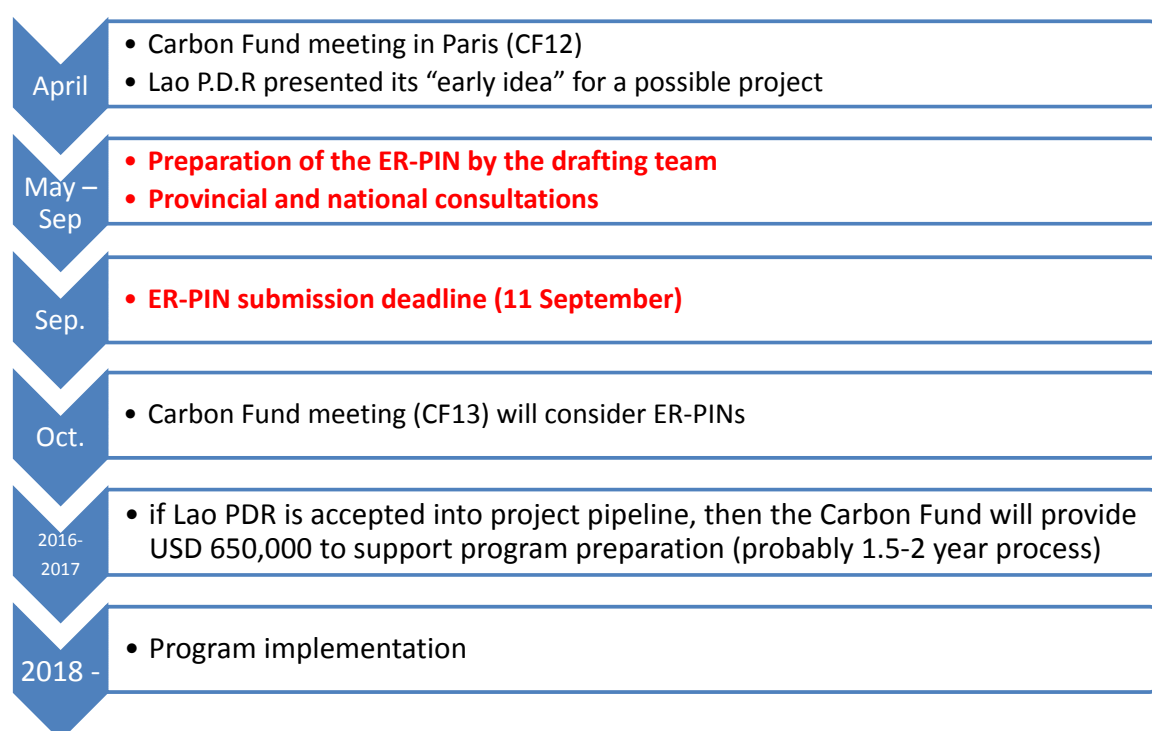 April
• Carbon Fund meeting in Paris (CF12)
• Lao P.D.R presented its “early idea” for a possible project
May –
Sep
• Preparation of the ER-PIN by the drafting team
• Provincial and national consultations
Sep.
• ER-PIN submission deadline (11 September)
Oct.
• Carbon Fund meeting (CF13) will consider ER-PINs
2016-
2017
• if Lao PDR is accepted into project pipeline, then the Carbon Fund will provide
USD 650,000 to support program preparation (probably 1.5-2 year process)
2018 -
• Program implementation